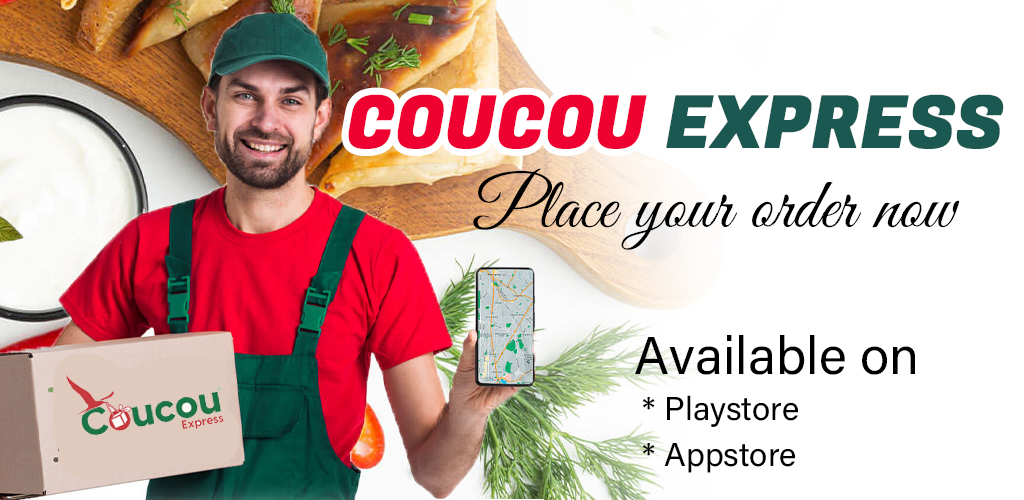 COUCOU EXPRESS
Place your order now
Available on
* Playstore
* Appstore
Coucou
Express